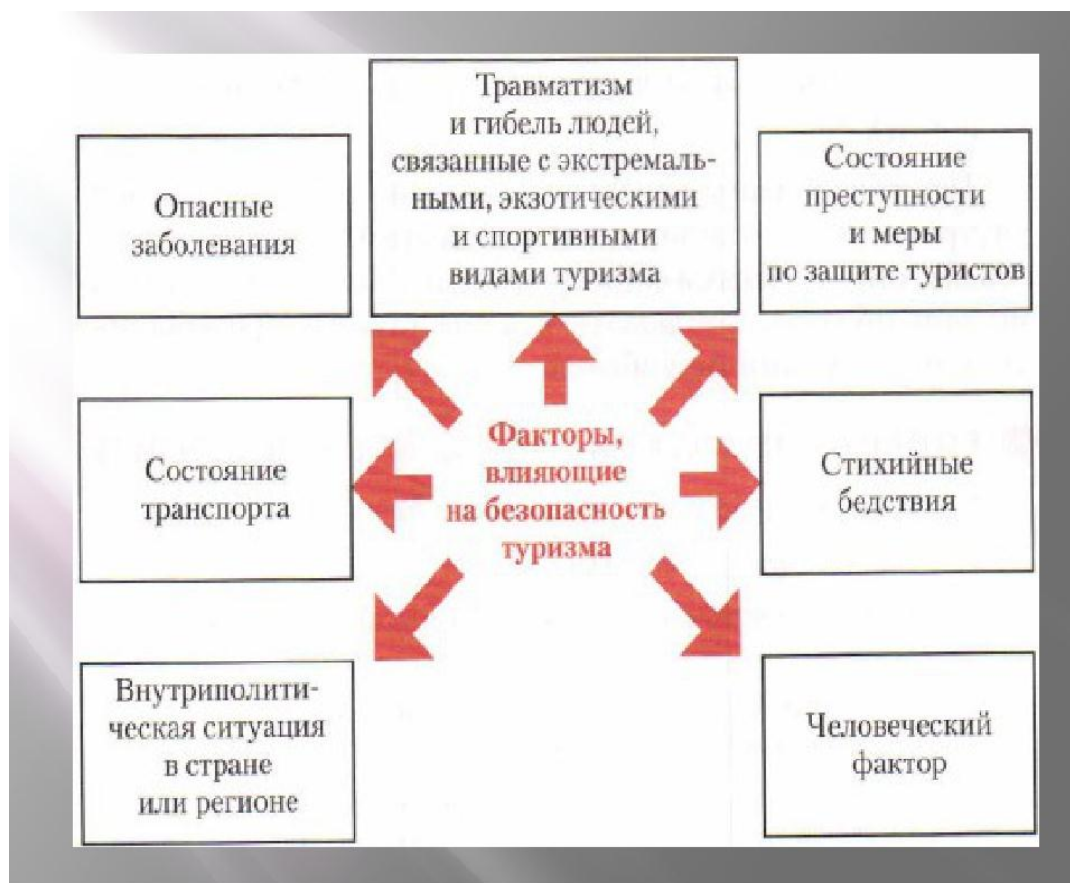 Травматизм
и гибель людей,
связанные с экстремаль-
ными, экзотическими
и спортивными
видами туризма
Опасные
заболевания
Состояние
преступности
и меры
по защите туристов
Факторы,
влияющие
на безопасность
туризма
Состояние
транспорта
Стихийные
бедствия
Внутриполити-
ческая ситуация
в стране
или регионе
Человеческий
фактор